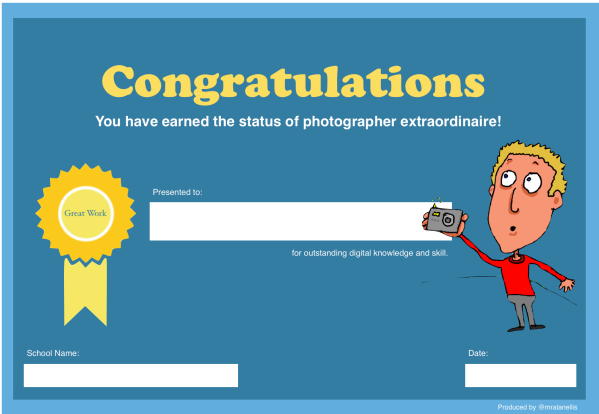 Congratulations
You have earned the status of photographer extraordinaire!
Great Work
Presented to:
for outstanding digital knowledge and skill.
School Name:
Date:
Produced by @mratanellis